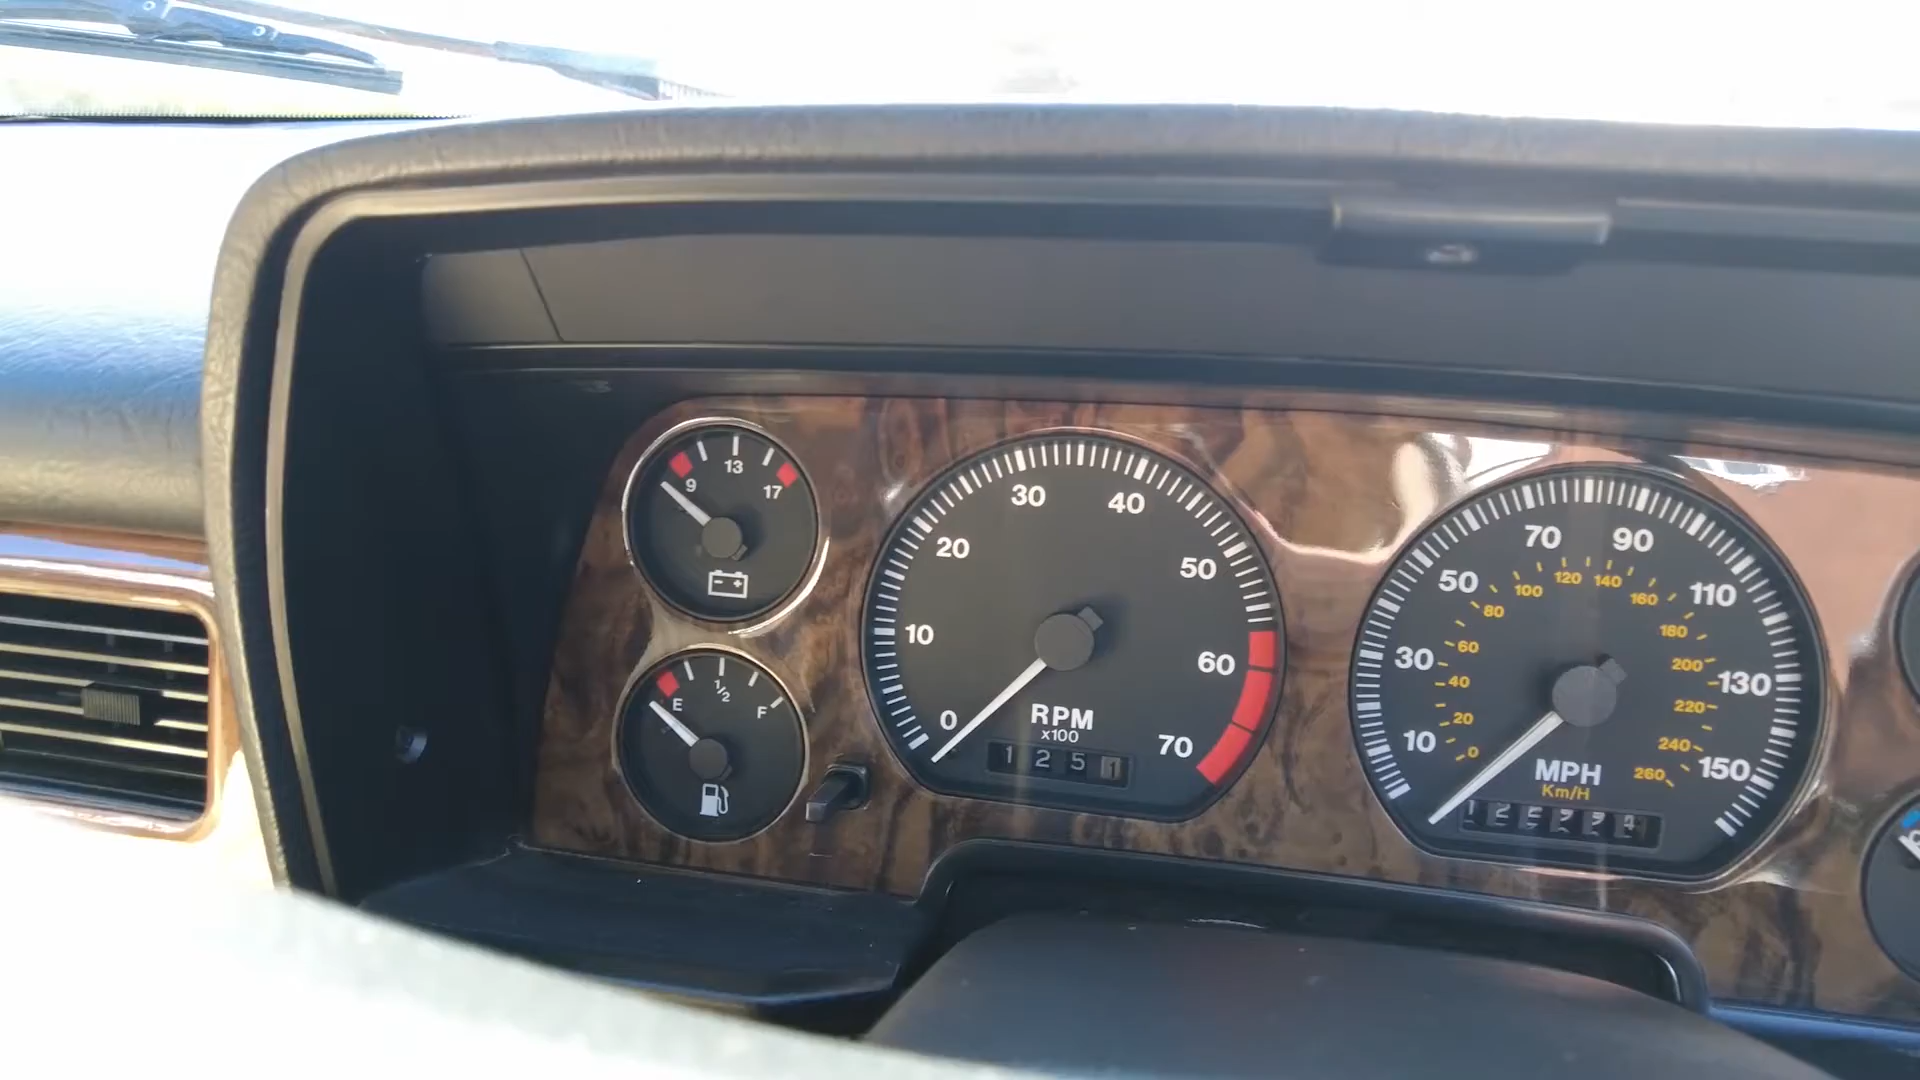 9 13 17
E 1/2 F
0 10 20 30 40 50 60 70
RPM
x100
1 2 5 1
10 30 50 70 90 110 130 150
0 20 40 60 80 100 120 140 160 180 200 220 240 260
MPH
Km/H